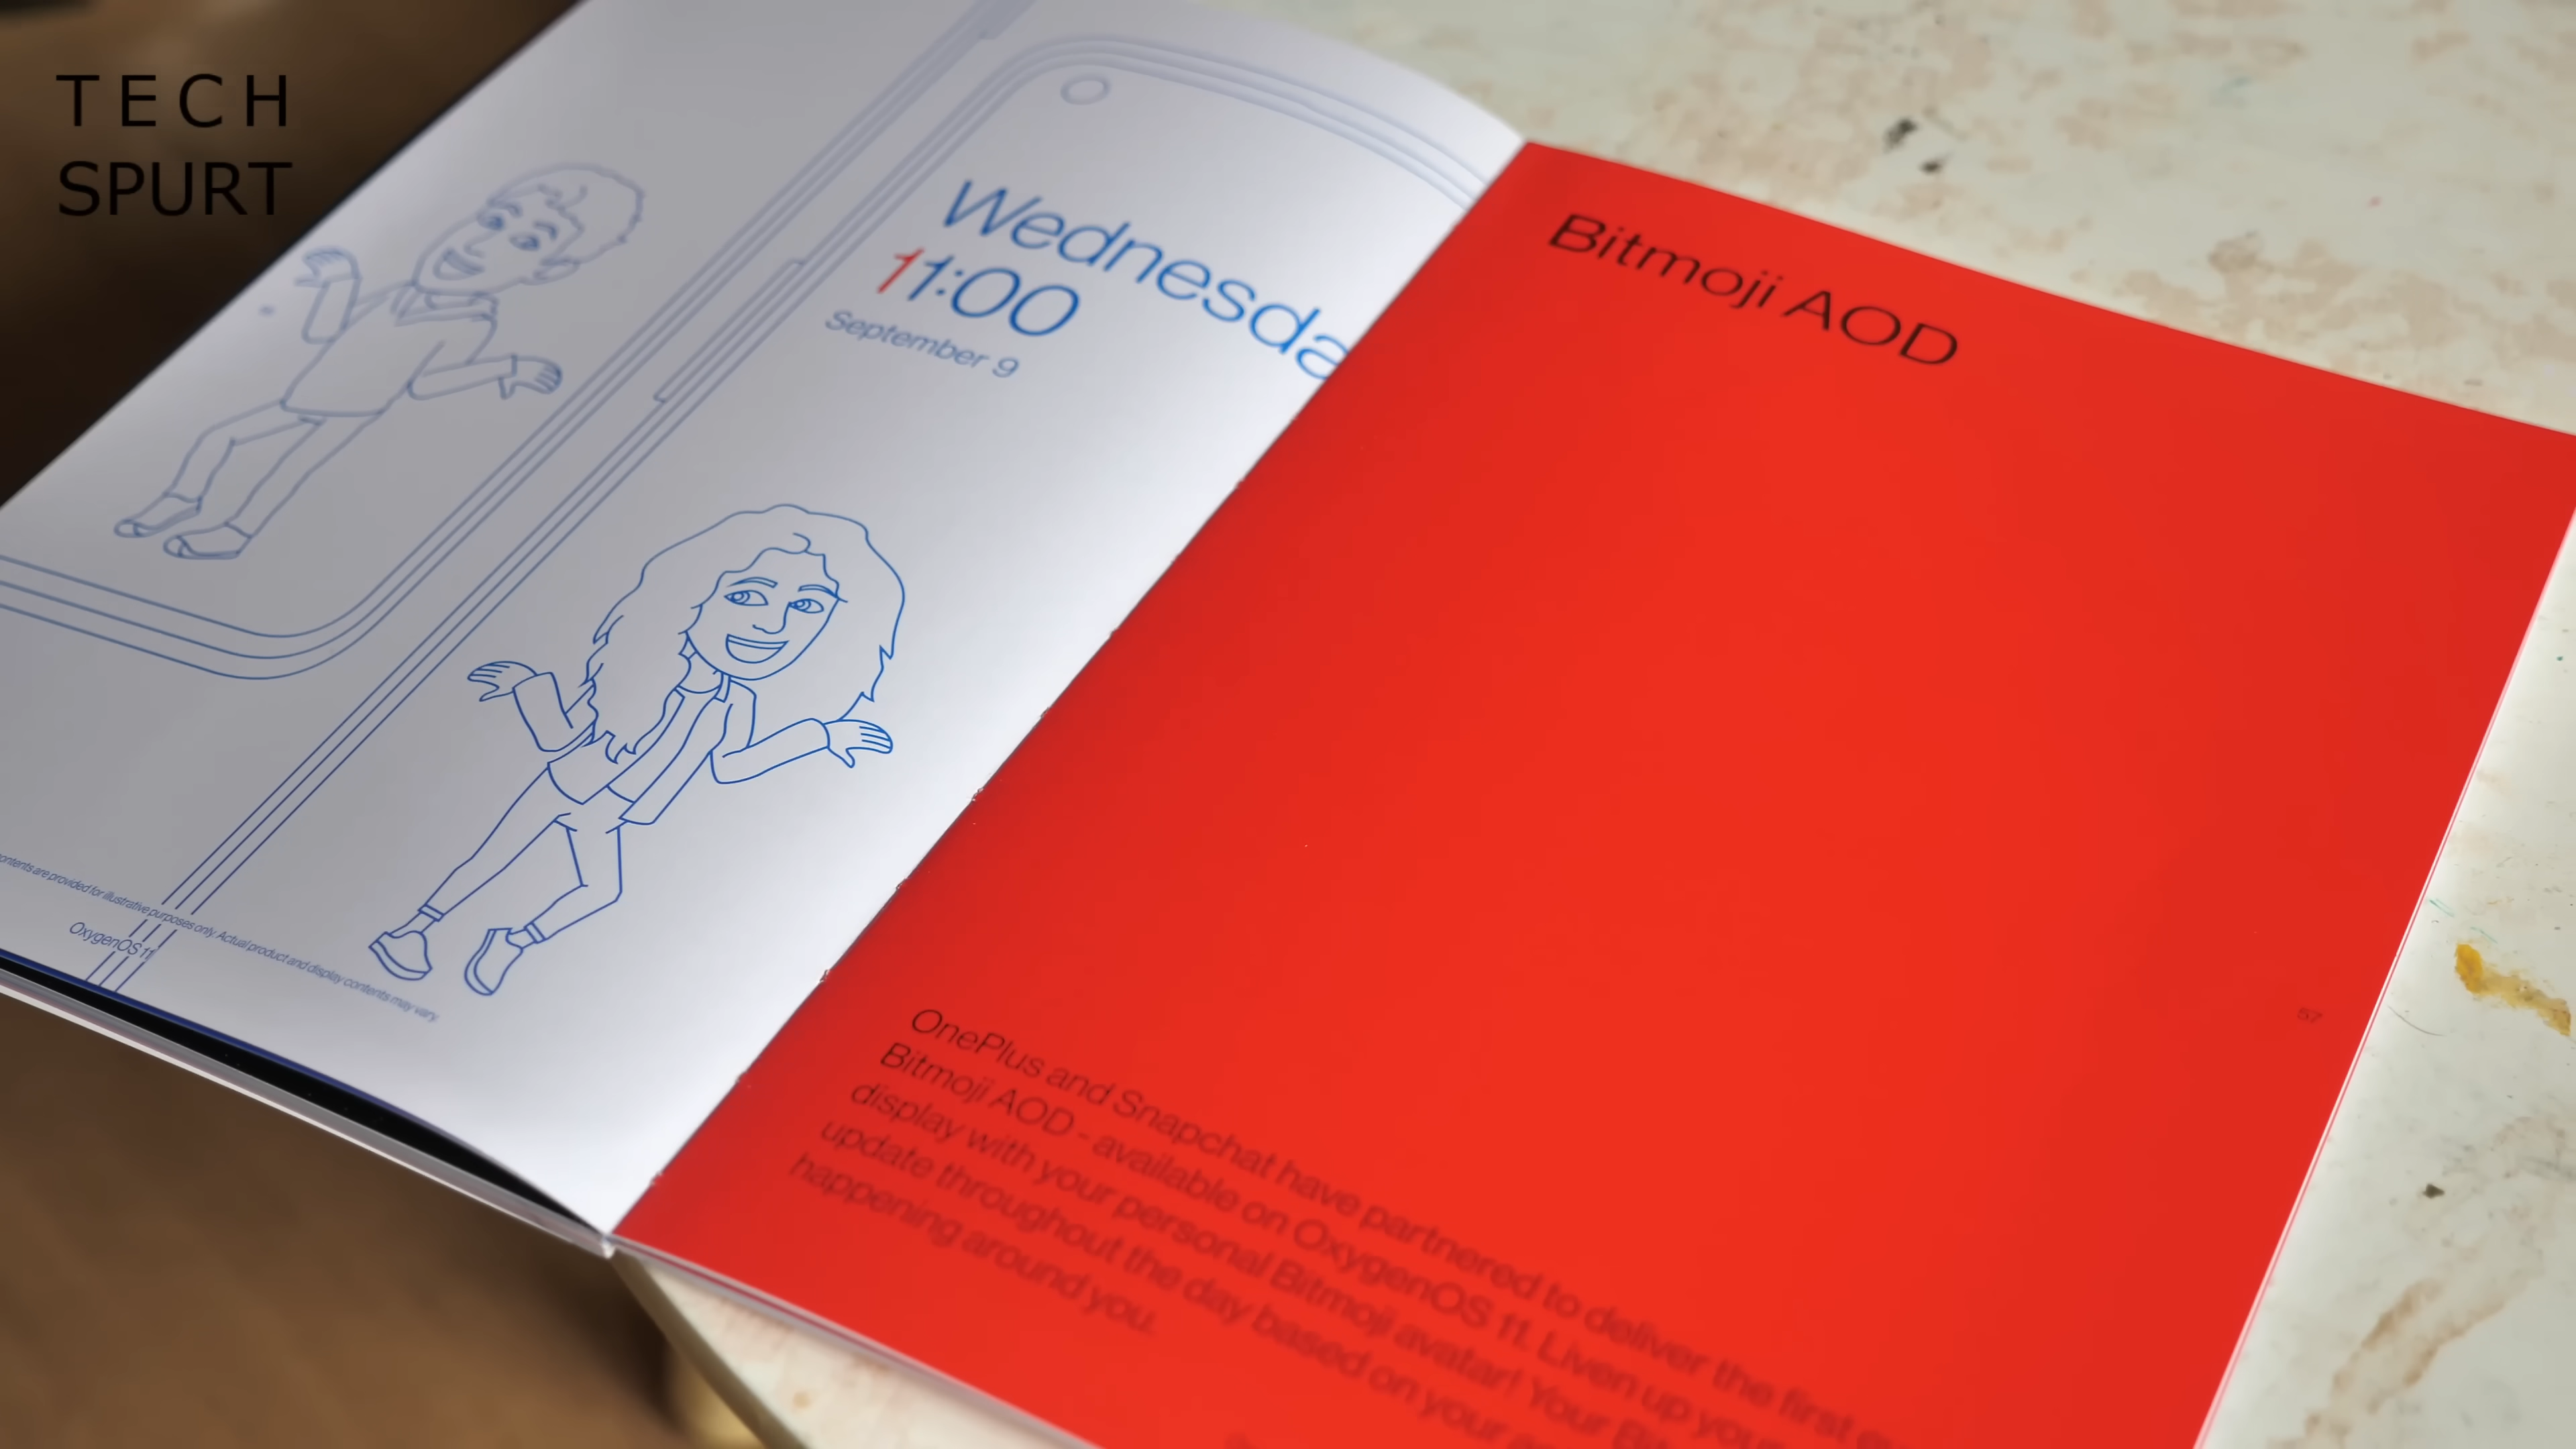 TECH
SPURT
Wednesda
11:00
September 9
contents are provided for illustrative purposes only. Actual product and display contents may vary.
OxygenOS 11
Bitmoji AOD
57
OnePlus and Snapchat have partnered to deliver the first
Bitmoji AOD - available on OxygenOS 11. Liven up your
display with your personal Bitmoji avatar! Your
update throughout the day based on your
happening around you.